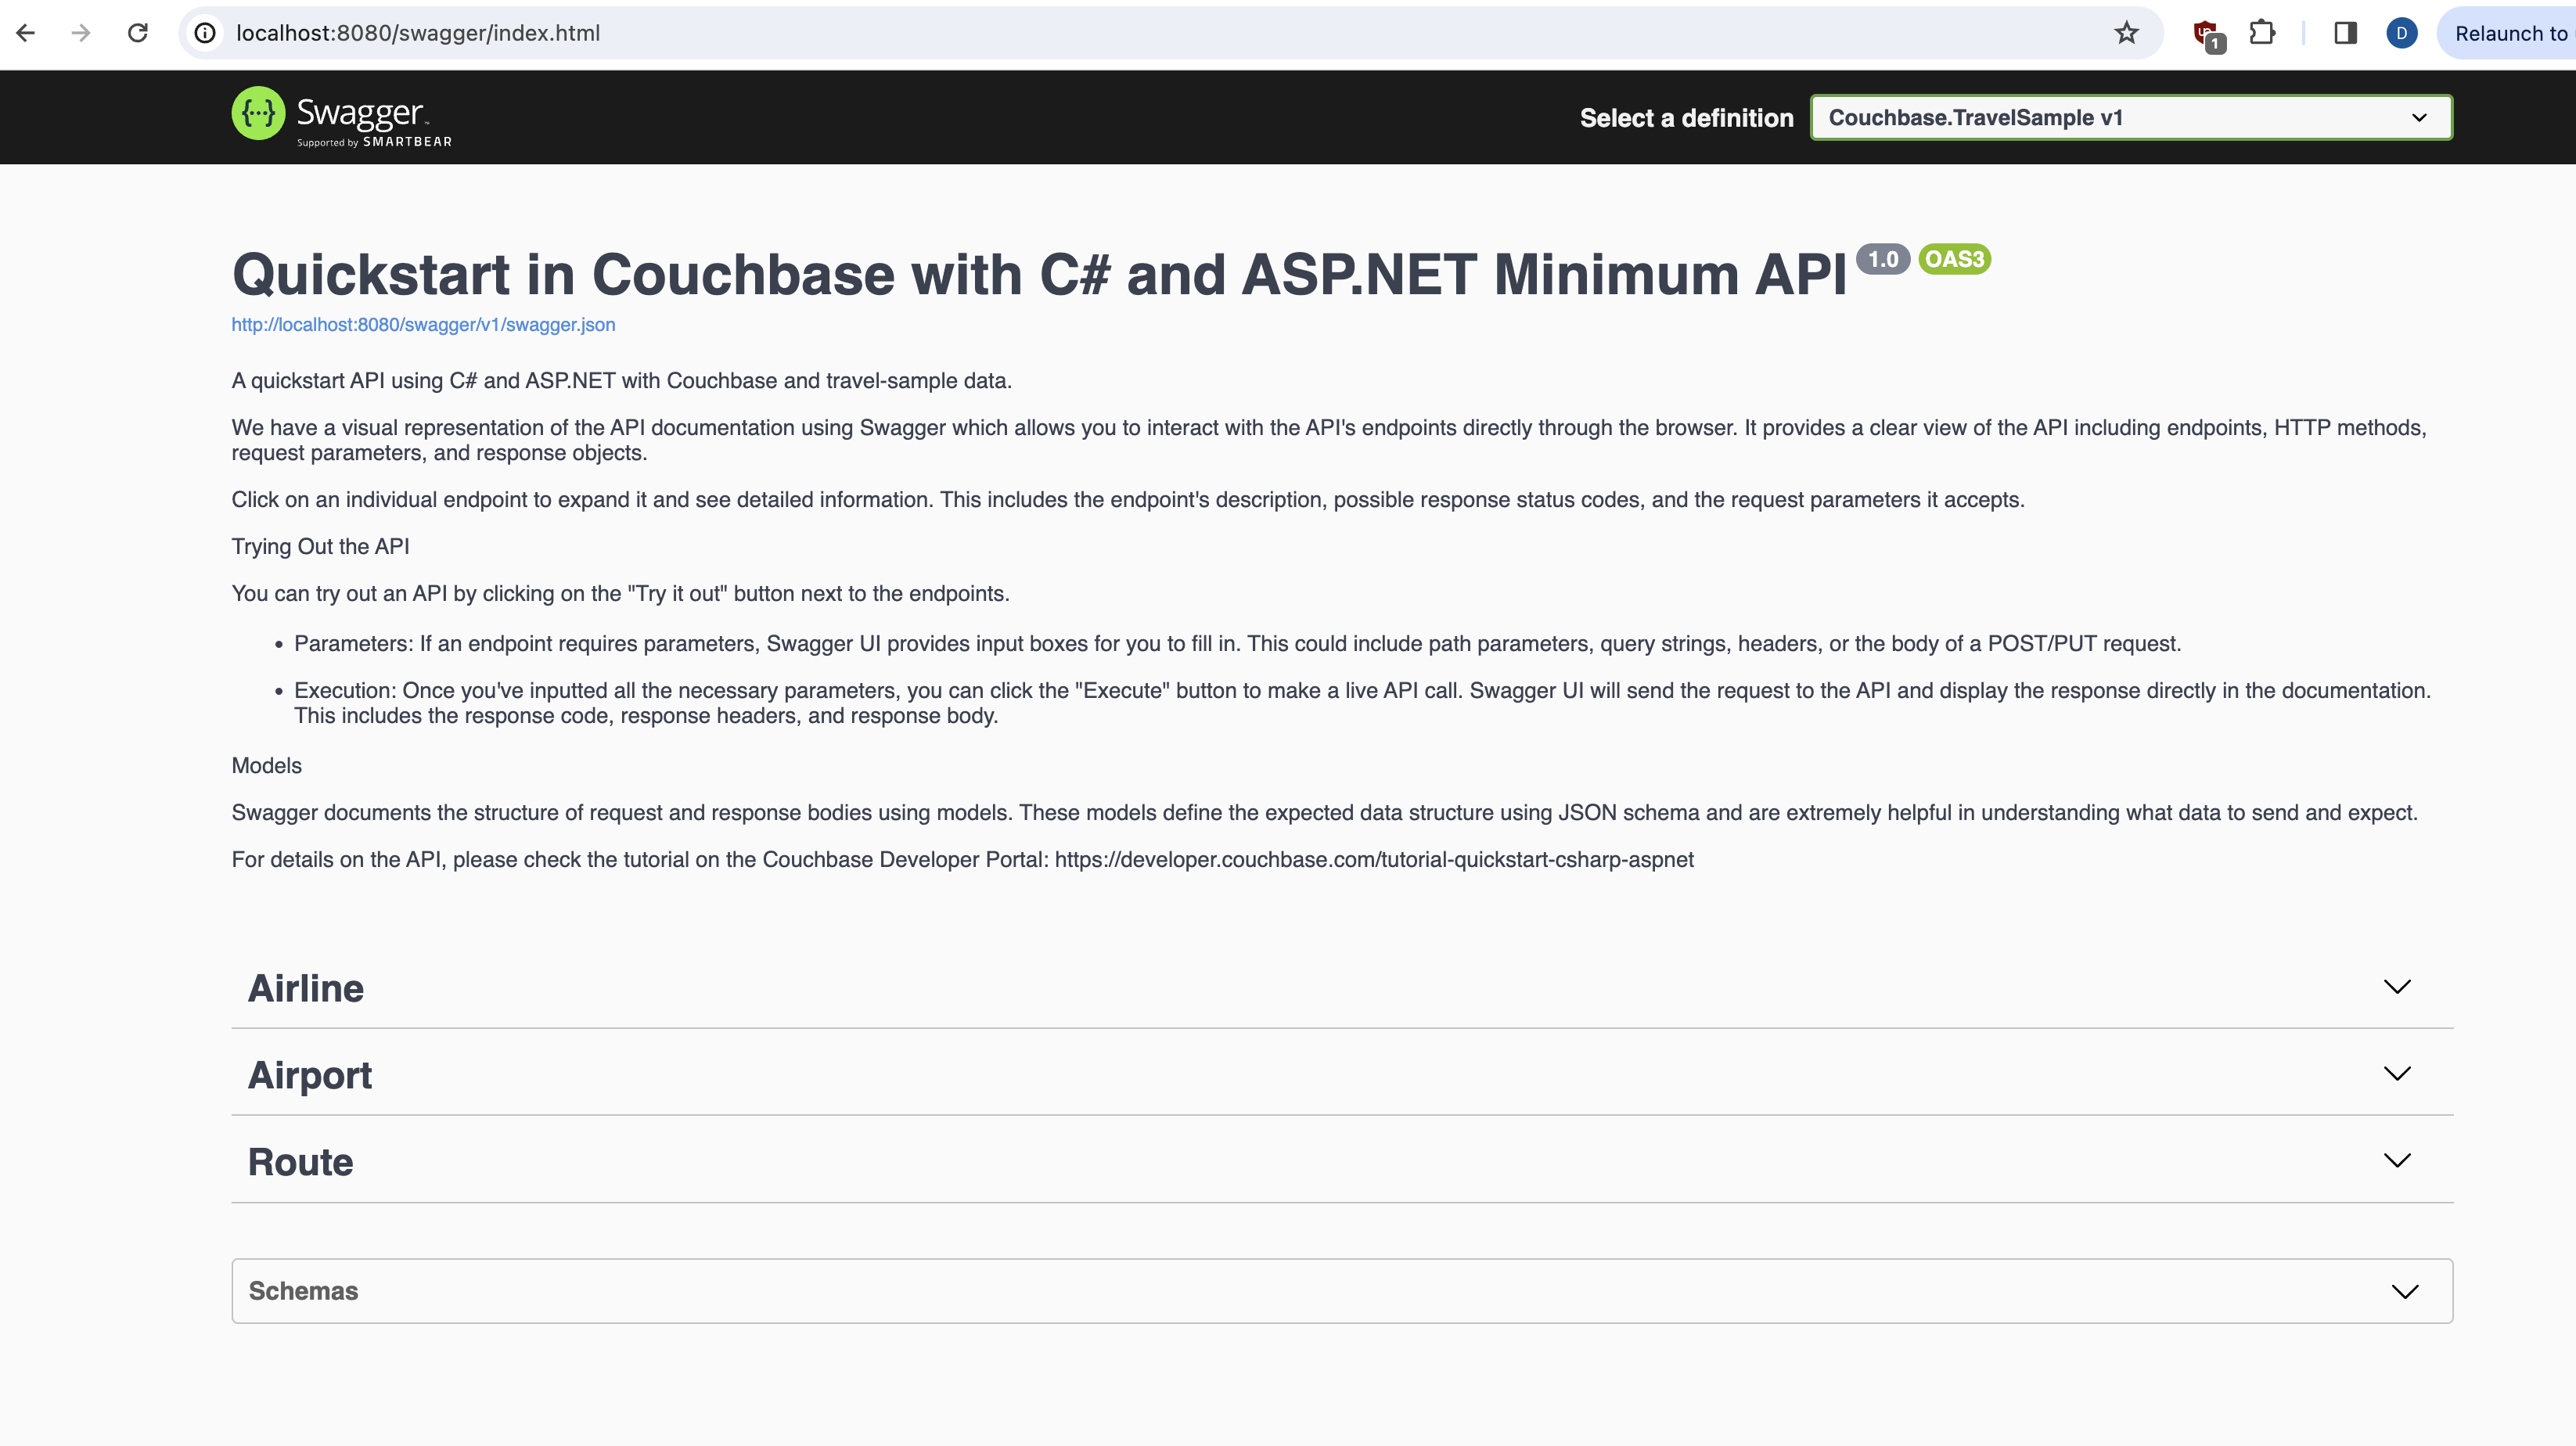 localhost:8080/swagger/index.html
1
D
Relaunch to
{···} Swagger™
Supported by SMARTBEAR
Select a definition
Couchbase.TravelSample v1
Quickstart in Couchbase with C# and ASP.NET Minimum API 1.0 OAS3
http://localhost:8080/swagger/v1/swagger.json
A quickstart API using C# and ASP.NET with Couchbase and travel-sample data.
We have a visual representation of the API documentation using Swagger which allows you to interact with the API's endpoints directly through the browser. It provides a clear view of the API including endpoints, HTTP methods,
request parameters, and response objects.
Click on an individual endpoint to expand it and see detailed information. This includes the endpoint's description, possible response status codes, and the request parameters it accepts.
Trying Out the API
You can try out an API by clicking on the "Try it out" button next to the endpoints.
• Parameters: If an endpoint requires parameters, Swagger UI provides input boxes for you to fill in. This could include path parameters, query strings, headers, or the body of a POST/PUT request.
• Execution: Once you've inputted all the necessary parameters, you can click the "Execute" button to make a live API call. Swagger UI will send the request to the API and display the response directly in the documentation.
This includes the response code, response headers, and response body.
Models
Swagger documents the structure of request and response bodies using models. These models define the expected data structure using JSON schema and are extremely helpful in understanding what data to send and expect.
For details on the API, please check the tutorial on the Couchbase Developer Portal: https://developer.couchbase.com/tutorial-quickstart-csharp-aspnet
Airline
Airport
Route
Schemas